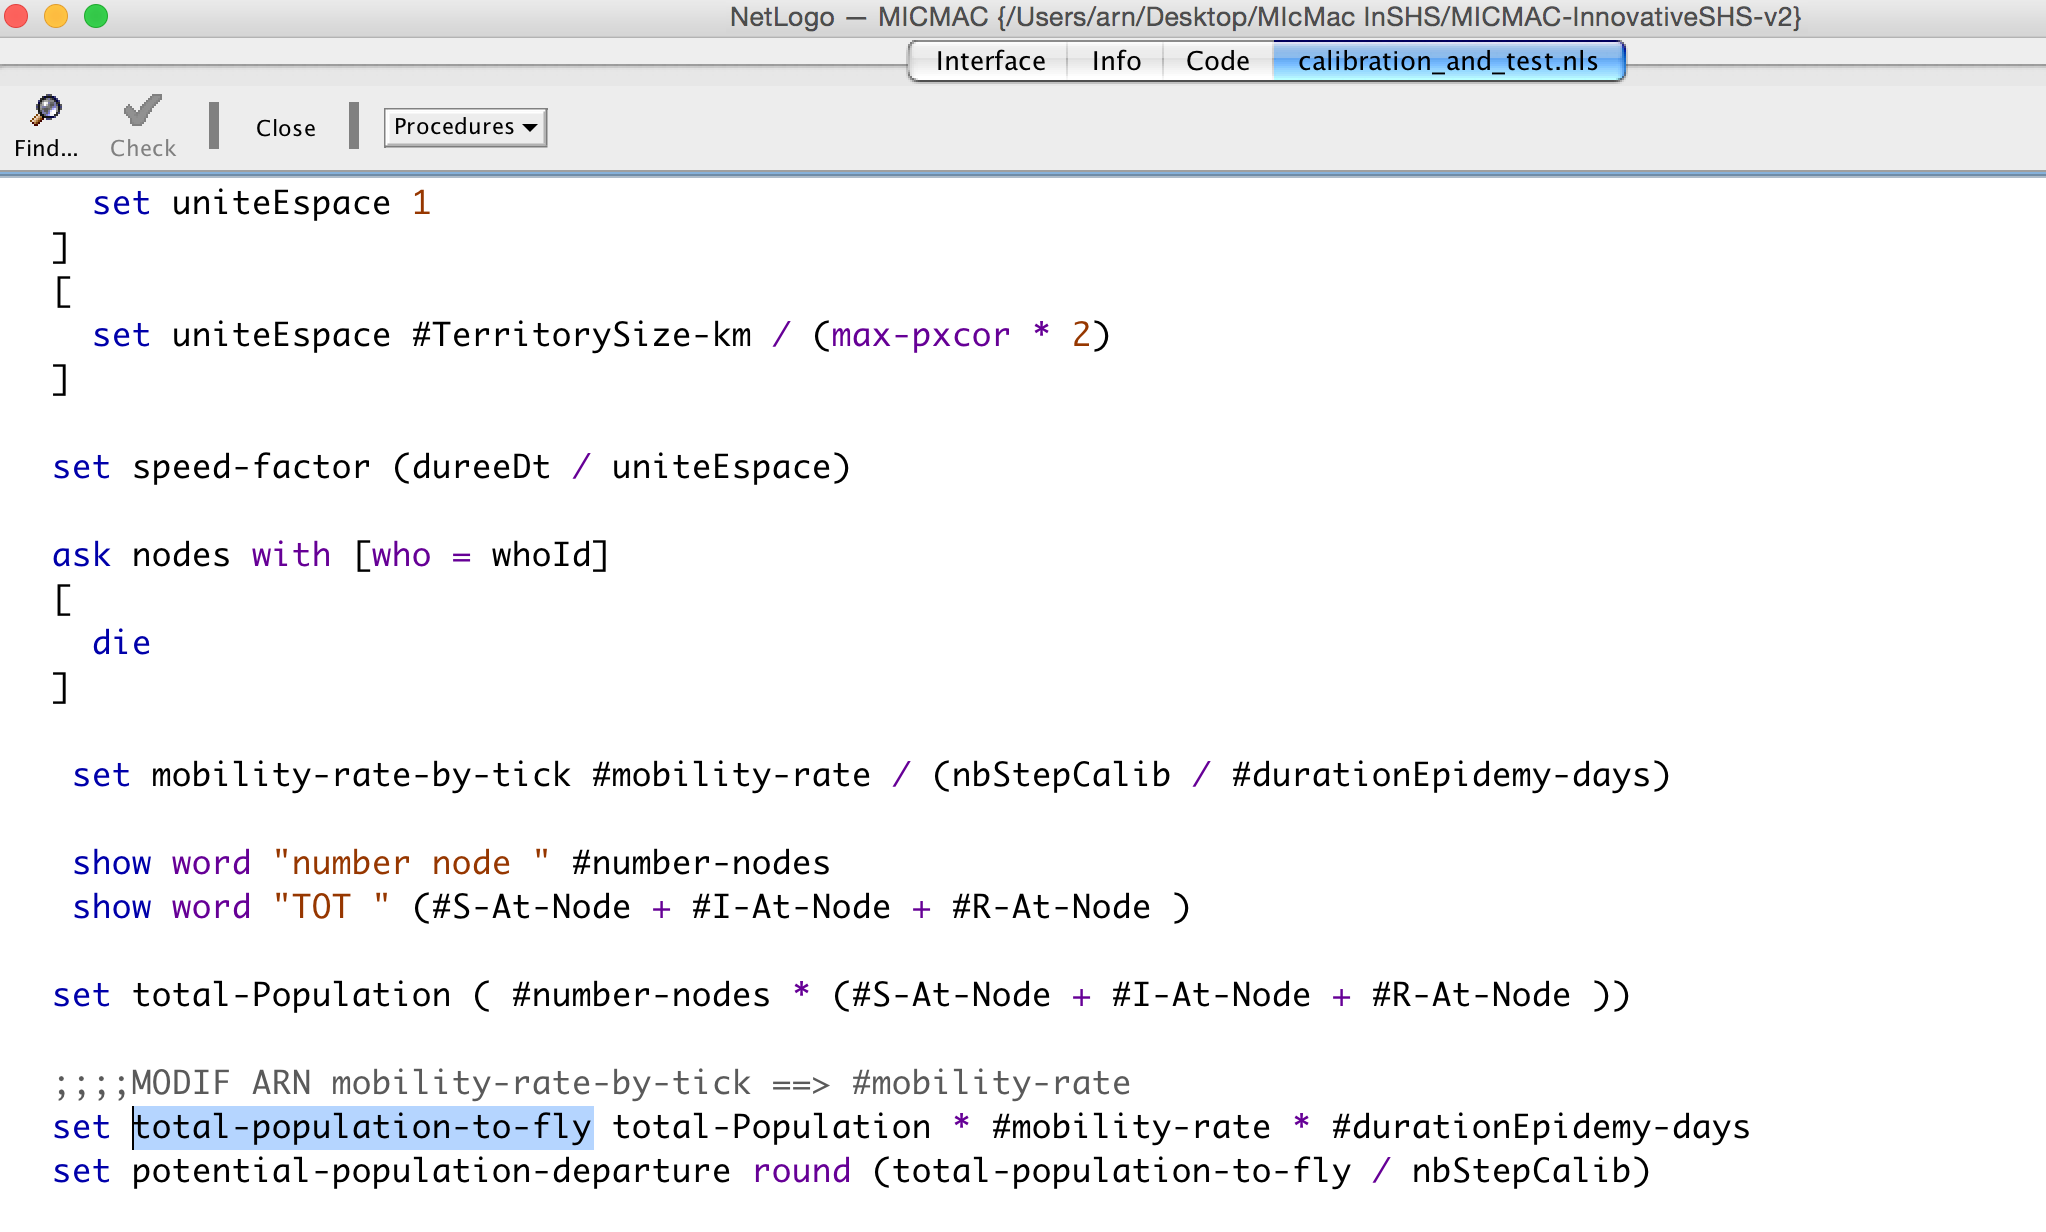 NetLogo — MICMAC {/Users/arn/Desktop/MIcMac InSHS/MICMAC-InnovativeSHS-v2}
Interface Info Code calibration_and_test.nls
Find... Check Close Procedures
set uniteEspace 1
]
[
set uniteEspace #TerritorySize-km / (max-pxcor * 2)
]
set speed-factor (dureeDt / uniteEspace)
ask nodes with [who = whoId]
[
die
]
set mobility-rate-by-tick #mobility-rate / (nbStepCalib / #durationEpidemy-days)
show word "number node " #number-nodes
show word "TOT " (#S-At-Node + #I-At-Node + #R-At-Node )
set total-Population ( #number-nodes * (#S-At-Node + #I-At-Node + #R-At-Node ))
;;;;MODIF ARN mobility-rate-by-tick ==> #mobility-rate
set total-population-to-fly total-Population * #mobility-rate * #durationEpidemy-days
set potential-population-departure round (total-population-to-fly / nbStepCalib)